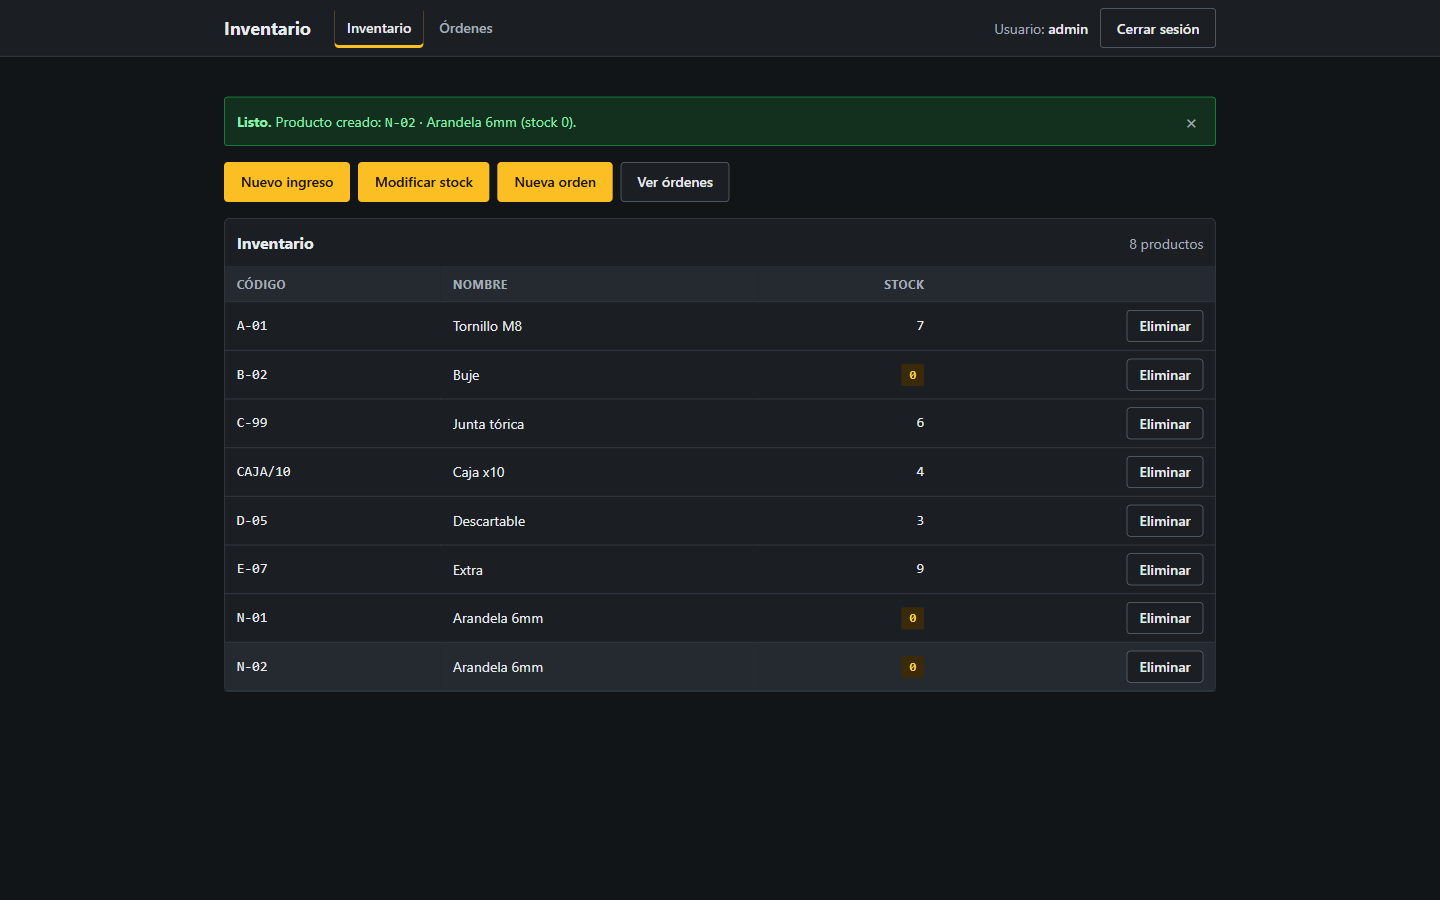 Inventario Inventario Órdenes Usuario: admin Cerrar sesión
Listo. Producto creado: N-02 · Arandela 6mm (stock 0). ×
Nuevo ingreso Modificar stock Nueva orden Ver órdenes
Inventario 8 productos
CÓDIGO NOMBRE STOCK
A-01 Tornillo M8 7 Eliminar
B-02 Buje 0 Eliminar
C-99 Junta tórica 6 Eliminar
CAJA/10 Caja x10 4 Eliminar
D-05 Descartable 3 Eliminar
E-07 Extra 9 Eliminar
N-01 Arandela 6mm 0 Eliminar
N-02 Arandela 6mm 0 Eliminar